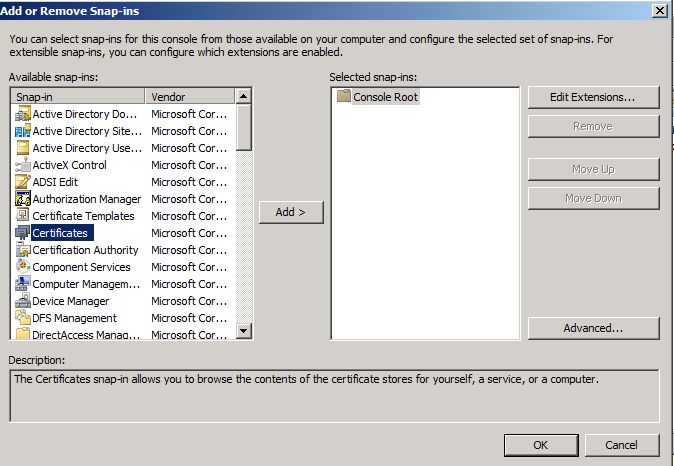 Add or Remove Snap-ins
You can select snap-ins for this console from those available on your computer and configure the selected set of snap-ins. For
extensible snap-ins, you can configure which extensions are enabled.
Available snap-ins:
Selected snap-ins:
Snap-in Vendor
Active Directory Do... Microsoft Cor...
Active Directory Site... Microsoft Cor...
Active Directory Use... Microsoft Cor...
ActiveX Control Microsoft Cor...
ADSI Edit Microsoft Cor...
Authorization Manager Microsoft Cor...
Certificate Templates Microsoft Cor...
Certificates Microsoft Cor...
Certification Authority Microsoft Cor...
Component Services Microsoft Cor...
Computer Managem... Microsoft Cor...
Device Manager Microsoft Cor...
DFS Management Microsoft Cor...
DirectAccess Manag... Microsoft Cor...
Add >
Console Root
Edit Extensions...
Remove
Move Up
Move Down
Advanced...
Description:
The Certificates snap-in allows you to browse the contents of the certificate stores for yourself, a service, or a computer.
OK
Cancel